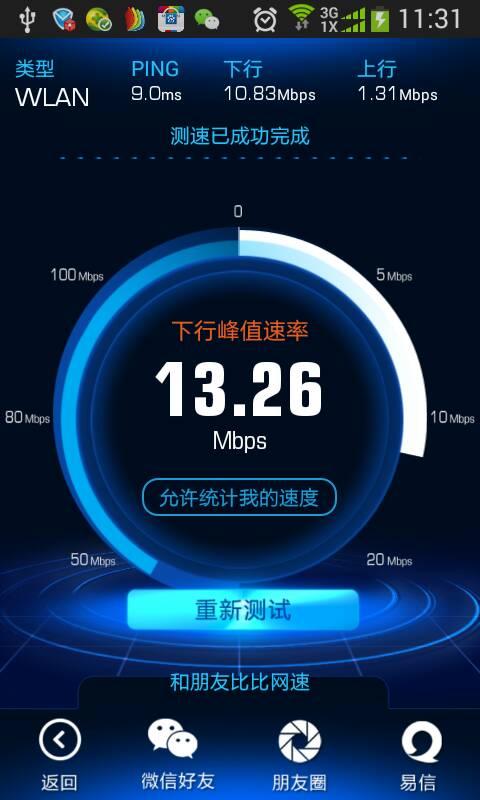 3G
1X
11:31
类型 PING 下行 上行
WLAN 9.0ms 10.83Mbps 1.31Mbps
测速已成功完成
0
100 Mbps 5 Mbps
下行峰值速率
13.26
80 Mbps 10 Mbps
Mbps
允许统计我的速度
50 Mbps 20 Mbps
重新测试
和朋友比比网速
返回 微信好友 朋友圈 易信